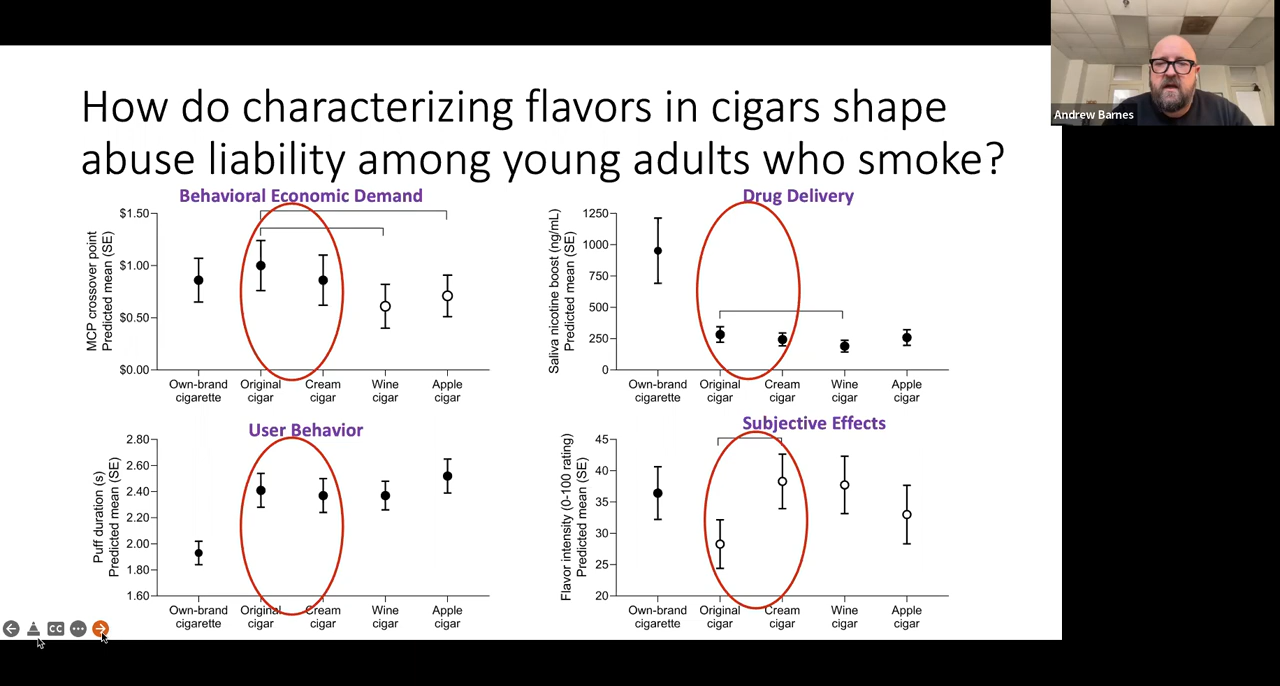 How do characterizing flavors in cigars shape
abuse liability among young adults who smoke?
Andrew Barnes
Behavioral Economic Demand
MCP crossover point
Predicted mean (SE)
$1.50
$1.00
$0.50
$0.00
Own-brand cigarette
Original cigar
Cream cigar
Wine cigar
Apple cigar
Drug Delivery
Saliva nicotine boost (ng/mL)
Predicted mean (SE)
1250
1000
750
500
250
0
Own-brand cigarette
Original cigar
Cream cigar
Wine cigar
Apple cigar
User Behavior
Puff duration (s)
Predicted mean (SE)
2.80
2.60
2.40
2.20
2.00
1.80
1.60
Own-brand cigarette
Original cigar
Cream cigar
Wine cigar
Apple cigar
Subjective Effects
Flavor intensity (0-100 rating)
Predicted mean (SE)
45
40
35
30
25
20
Own-brand cigarette
Original cigar
Cream cigar
Wine cigar
Apple cigar
CC